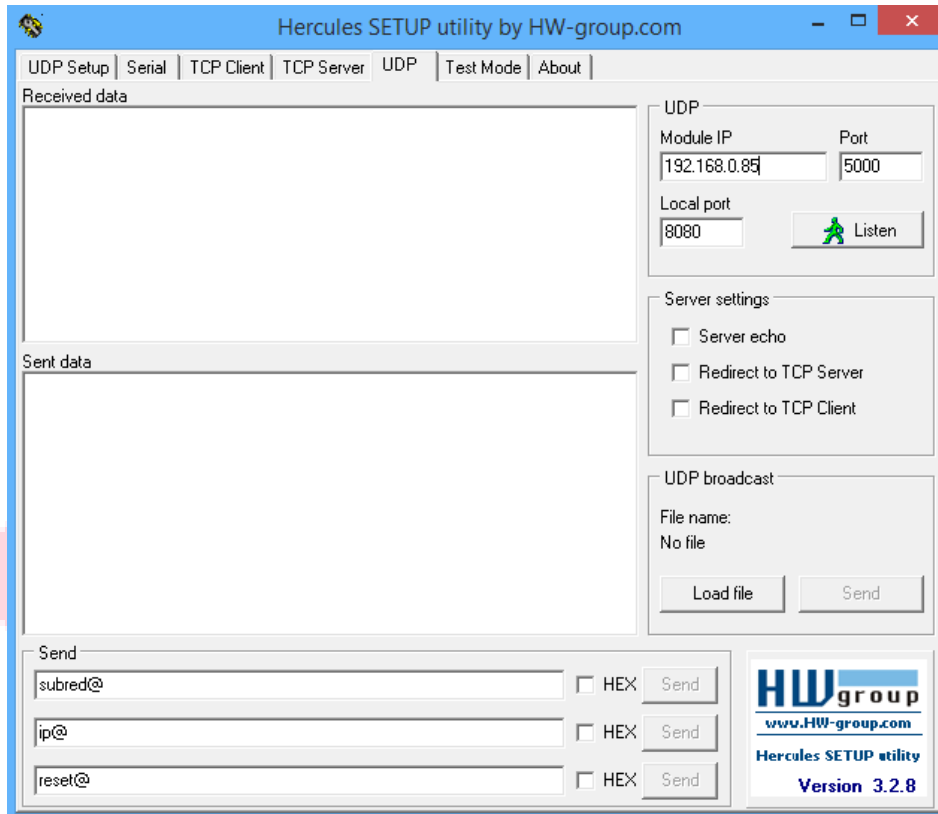 Hercules SETUP utility by HW-group.com
UDP Setup Serial TCP Client TCP Server UDP Test Mode About
Received data
UDP
Module IP Port
192.168.0.85 5000
Local port
8080 Listen
Server settings
Server echo
Redirect to TCP Server
Redirect to TCP Client
Sent data
UDP broadcast
File name:
No file
Load file Send
Send
subred@ HEX Send
ip@ HEX Send
reset@ HEX Send
HW group
www.HW-group.com
Hercules SETUP utility
Version 3.2.8